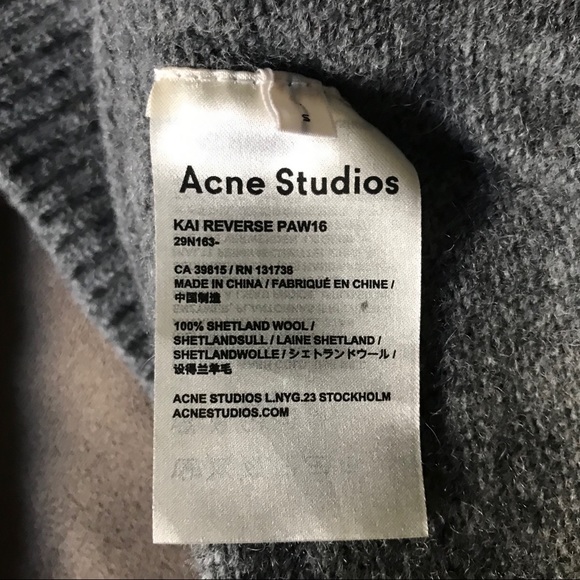 S
Acne Studios
KAI REVERSE PAW16
29N163-
CA 39815 / RN 131738
MADE IN CHINA / FABRIQUÉ EN CHINE /
中国制造
100% SHETLAND WOOL /
SHETLANDSULL / LAINE SHETLAND /
SHETLANDWOLLE / シェトランドウール /
设得兰羊毛
ACNE STUDIOS L.NYG.23 STOCKHOLM
ACNESTUDIOS.COM